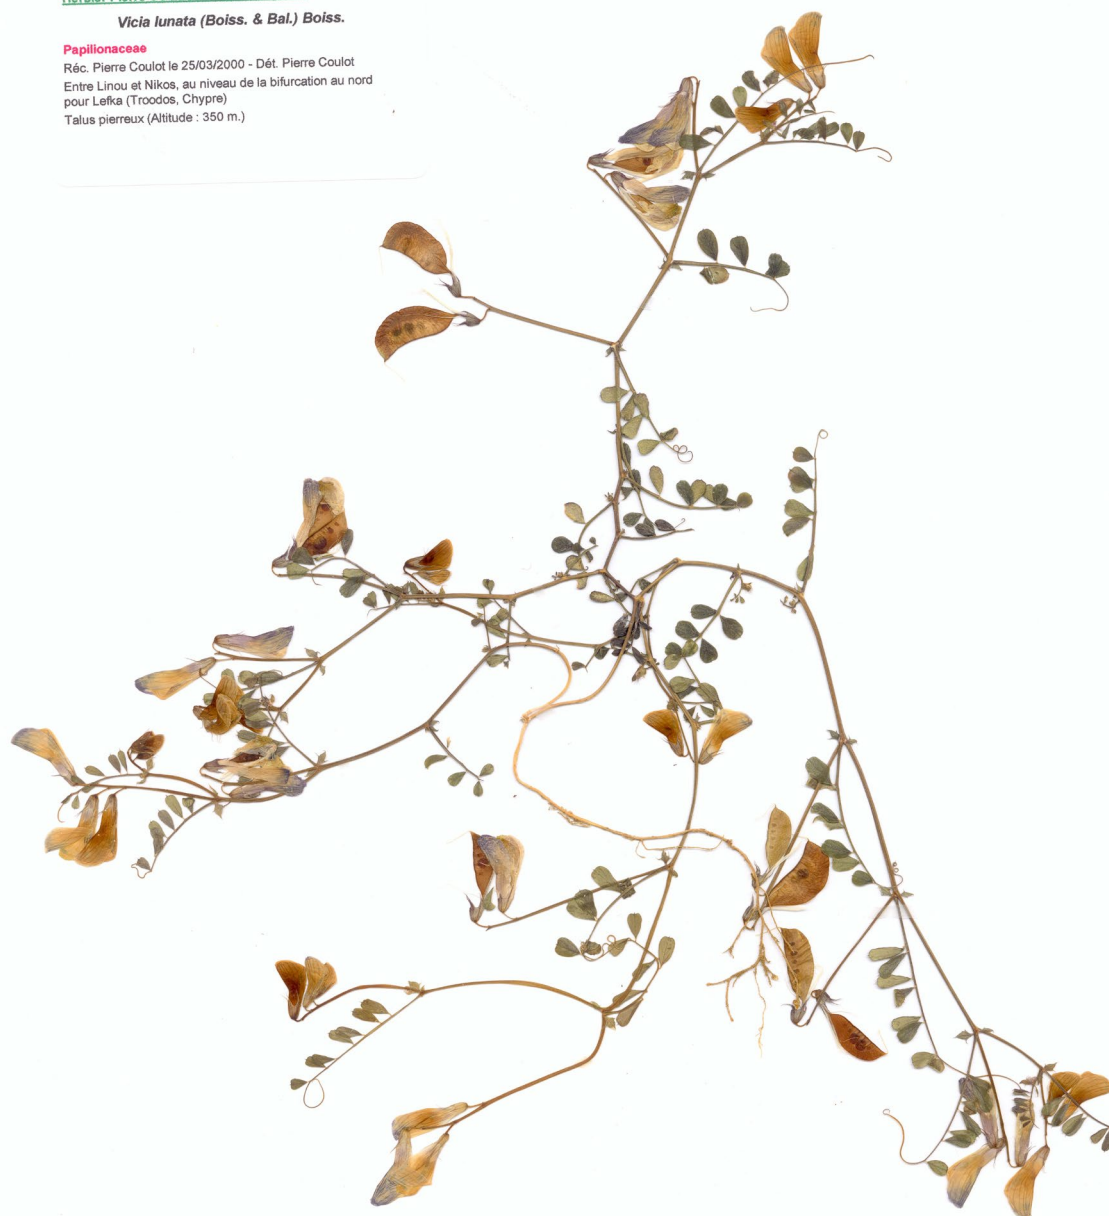 Vicia lunata (Boiss. & Bal.) Boiss.
Papilionaceae
Réc. Pierre Coulot le 25/03/2000 - Dét. Pierre Coulot
Entre Linou et Nikos, au niveau de la bifurcation au nord
pour Lefka (Troodos, Chypre)
Talus pierreux (Altitude : 350 m.)